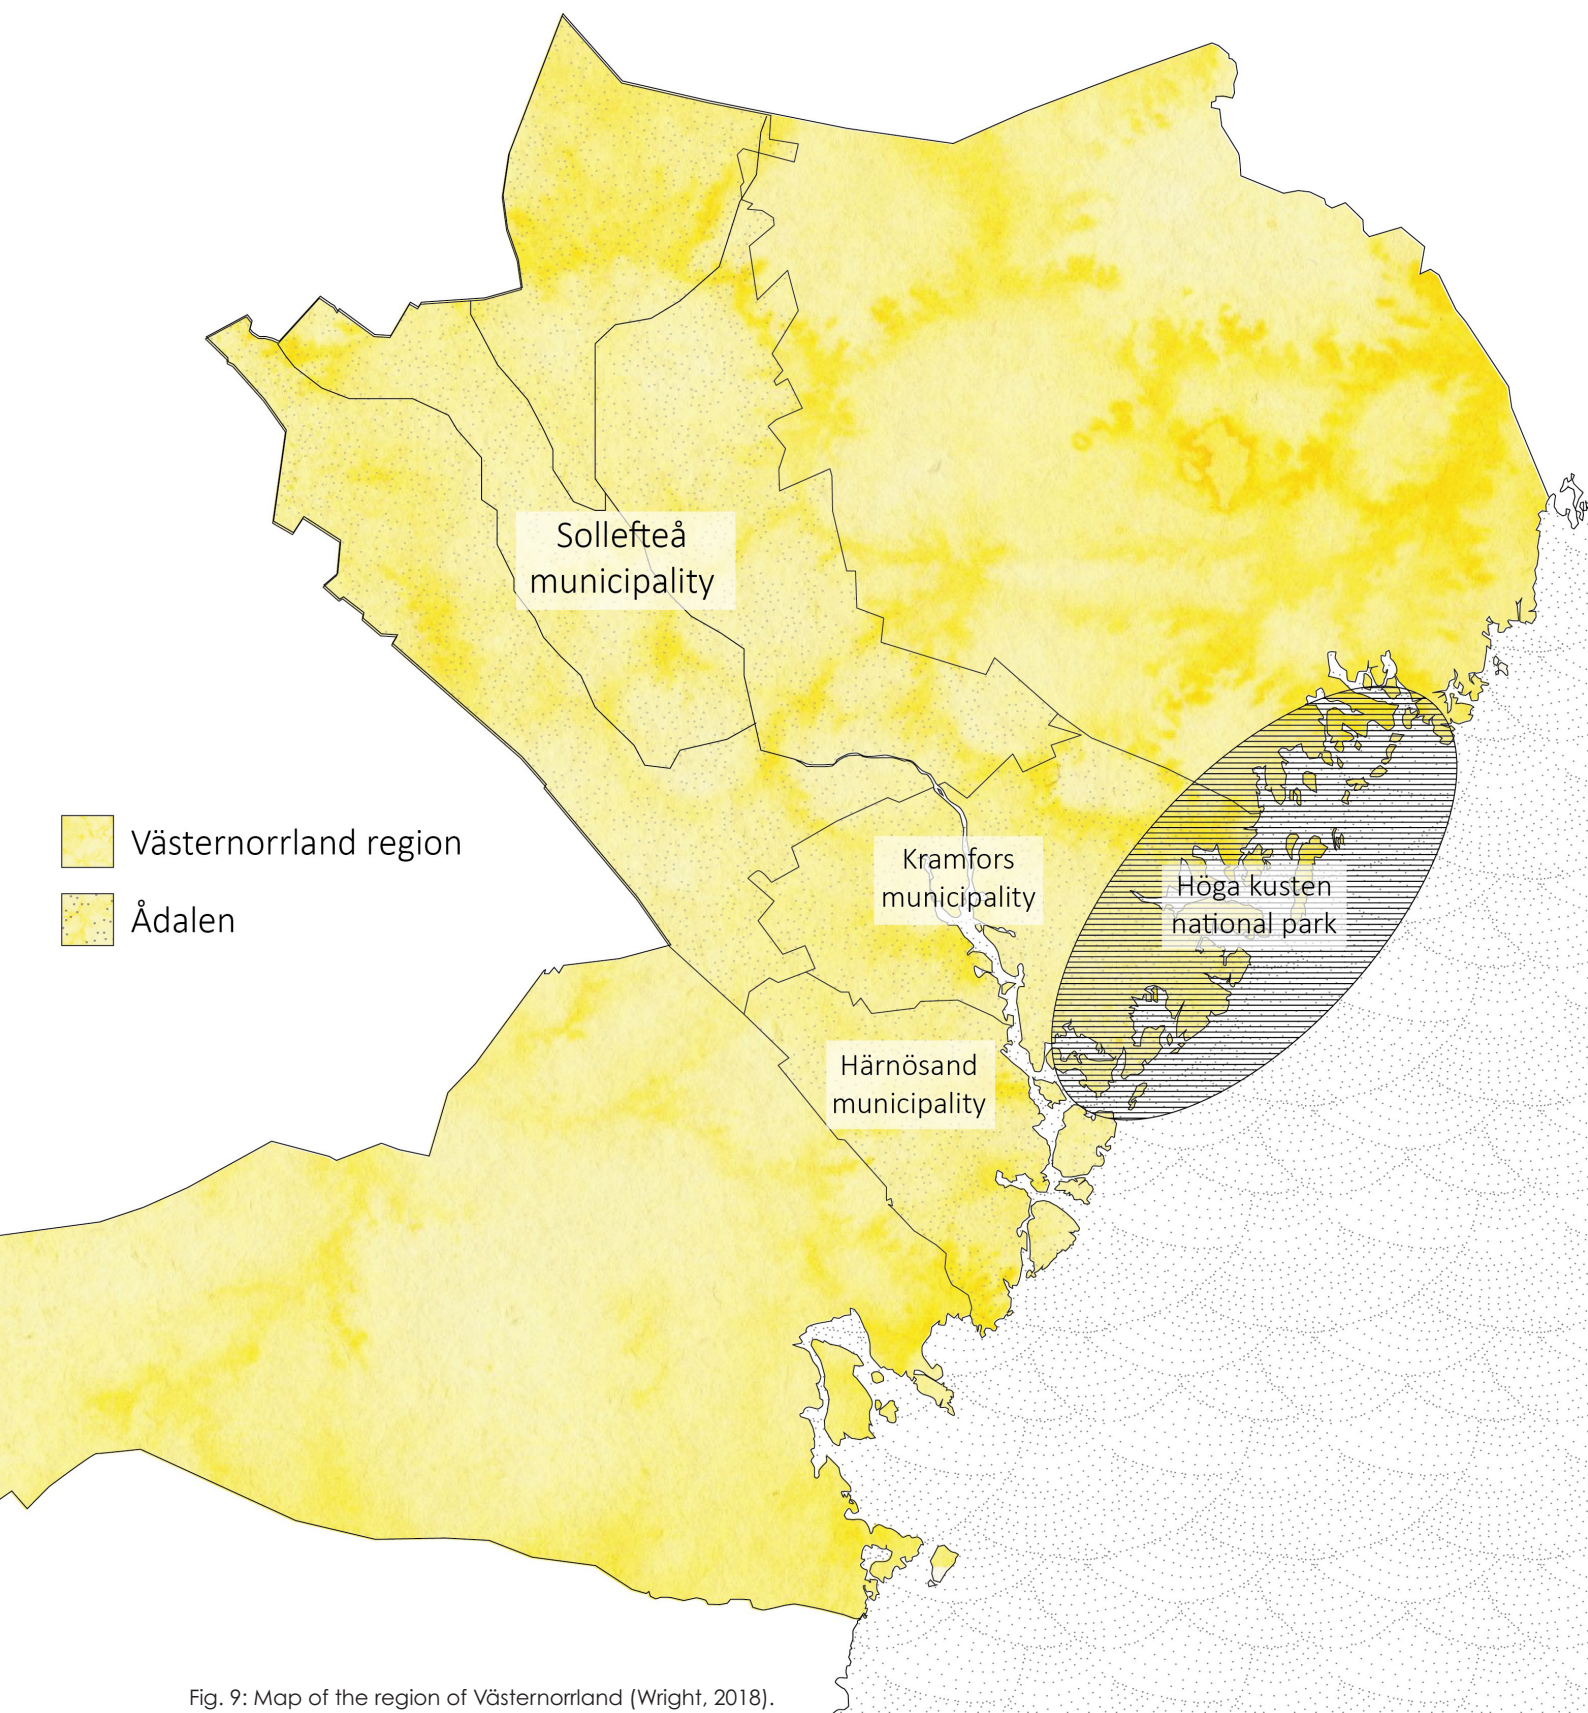 Sollefteå
municipality
Västernorrland region
Kramfors
municipality
Höga kusten
national park
Ådalen
Härnösand
municipality
Fig. 9: Map of the region of Västernorrland (Wright, 2018).